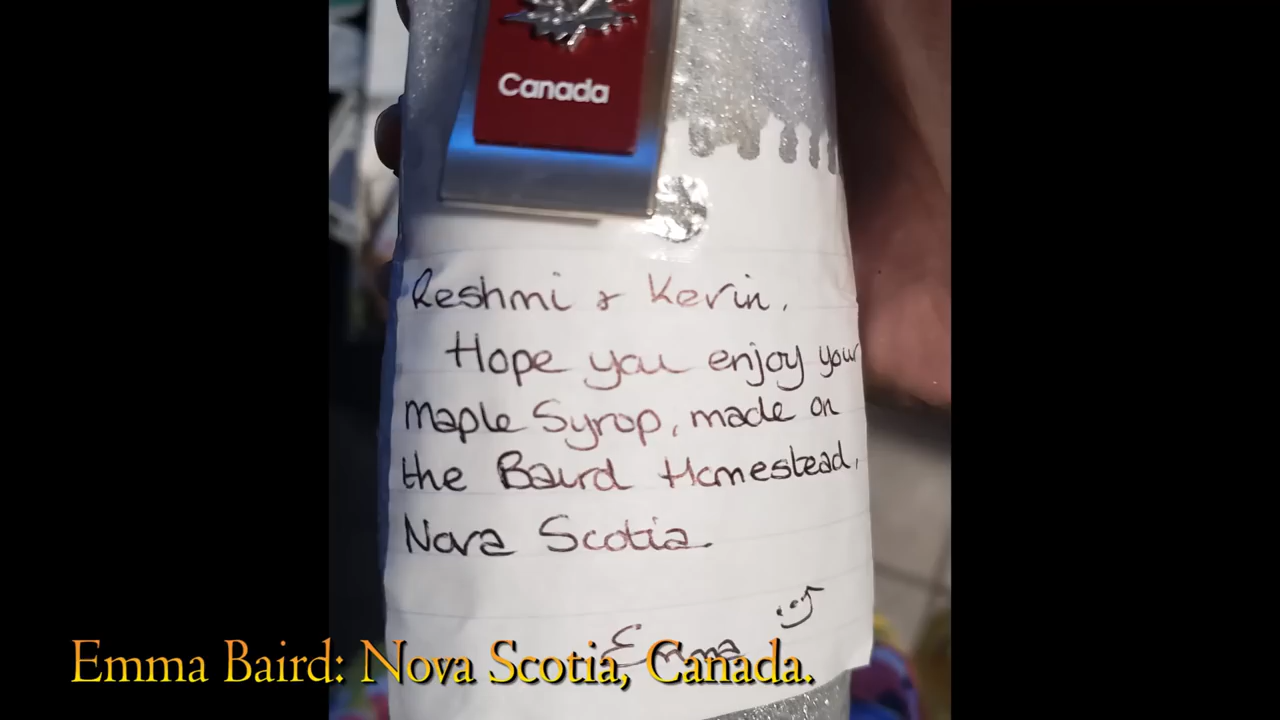 Canada
Reshmi & Kevin,
Hope you enjoy your
Maple Syrop, made on
the Baird Homestead,
Nova Scotia.
Emma
Emma Baird: Nova Scotia, Canada.